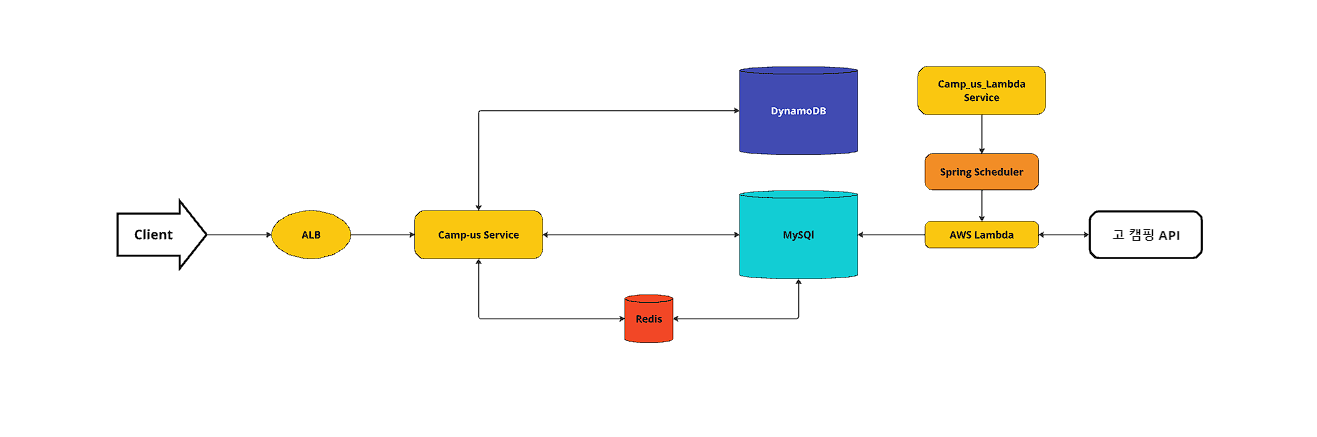 DynamoDB
Camp_us_Lambda
Service
Spring Scheduler
Client
ALB
Camp-us Service
MySQl
AWS Lambda
고 캠핑 API
Redis